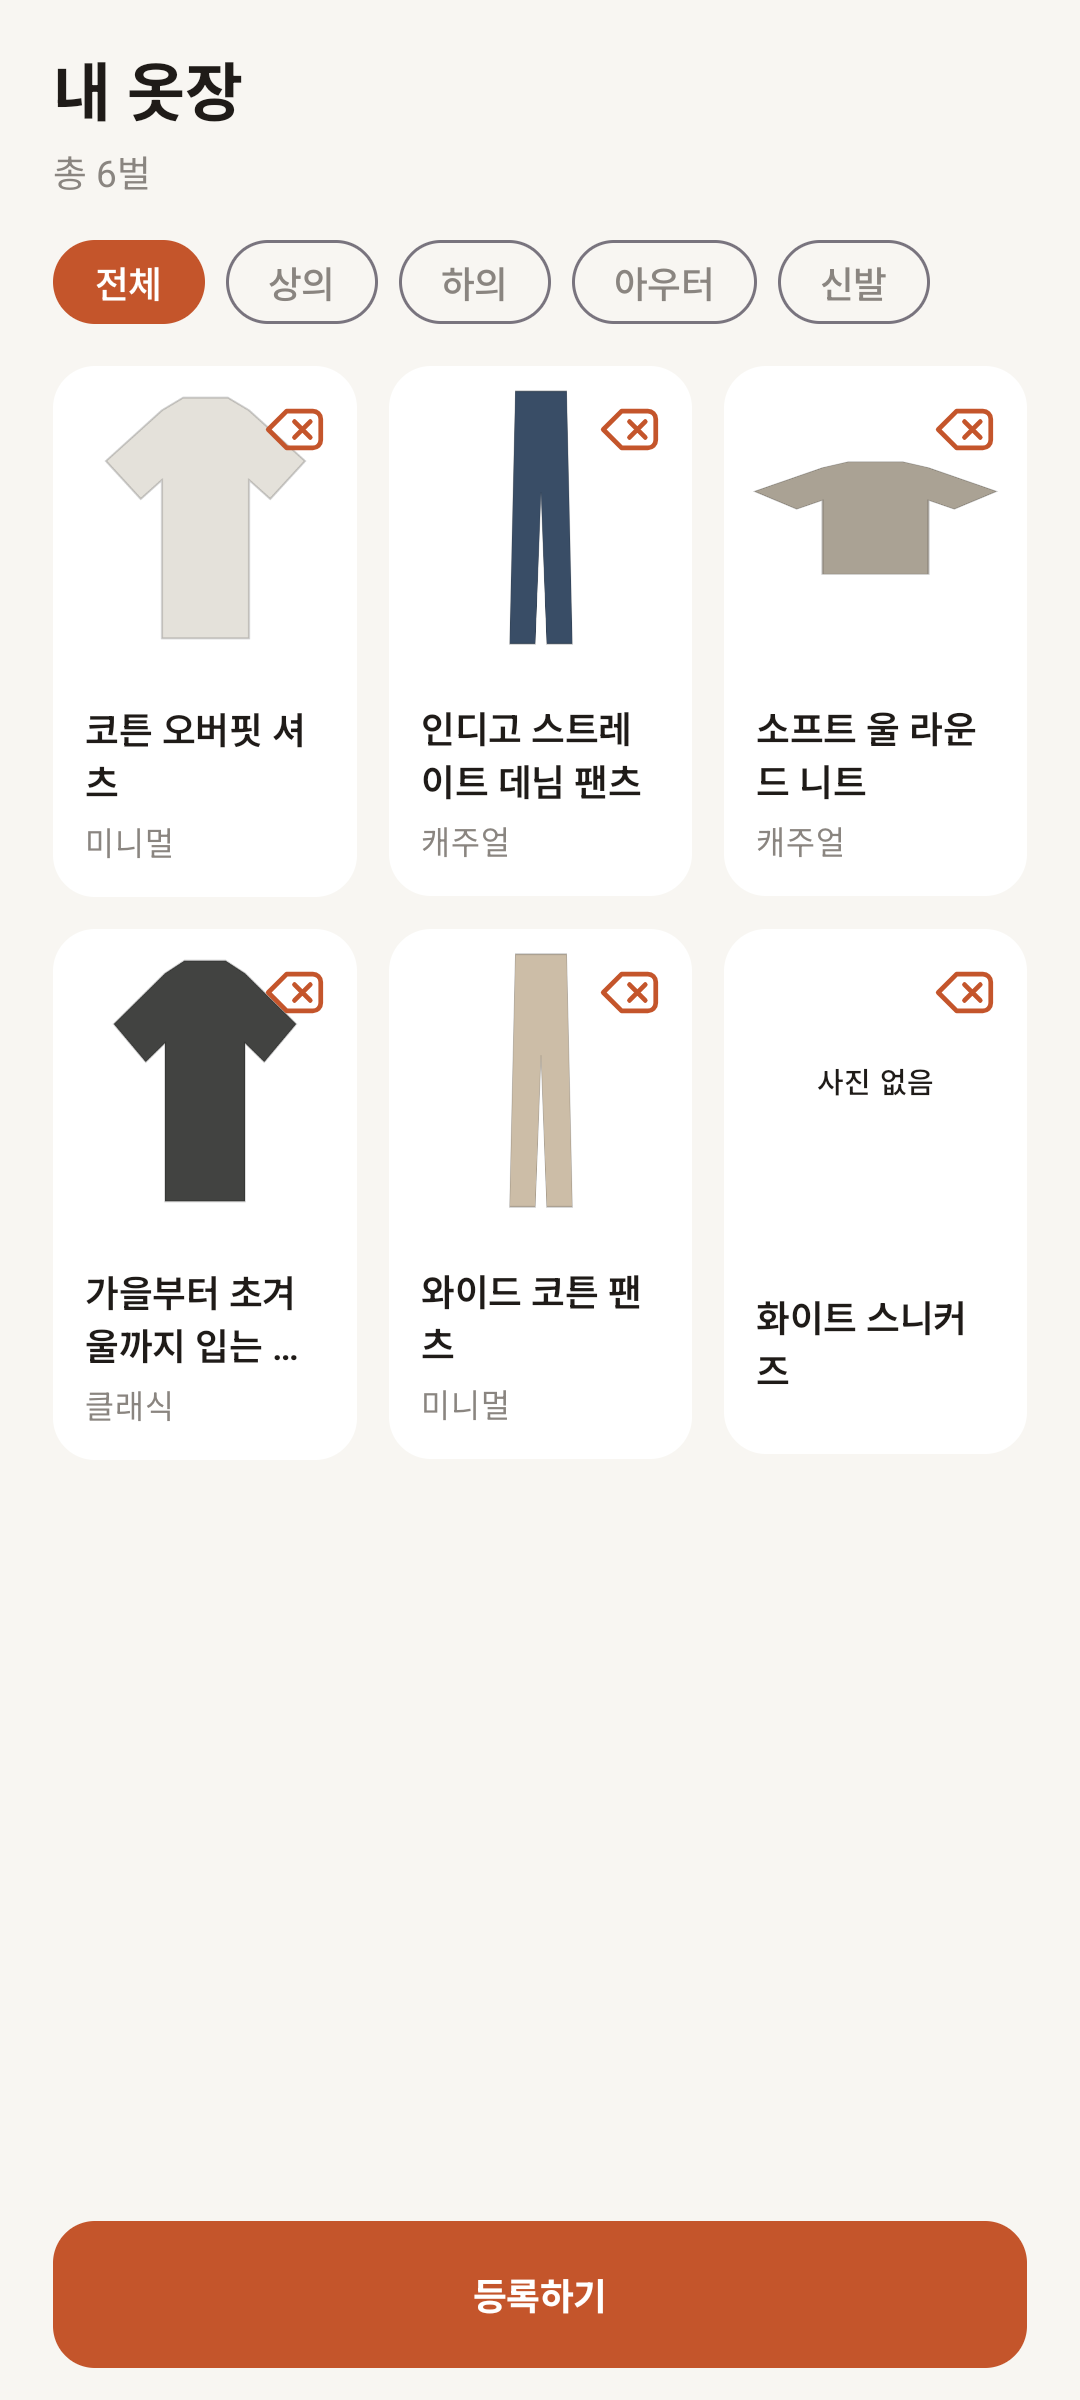 내 옷장
총 6벌
전체 상의 하의 아우터 신발
코튼 오버핏 셔
츠
미니멀
인디고 스트레
이트 데님 팬츠
캐주얼
소프트 울 라운
드 니트
캐주얼
가을부터 초겨
울까지 입는 ...
클래식
와이드 코튼 팬
츠
미니멀
사진 없음
화이트 스니커
즈
등록하기